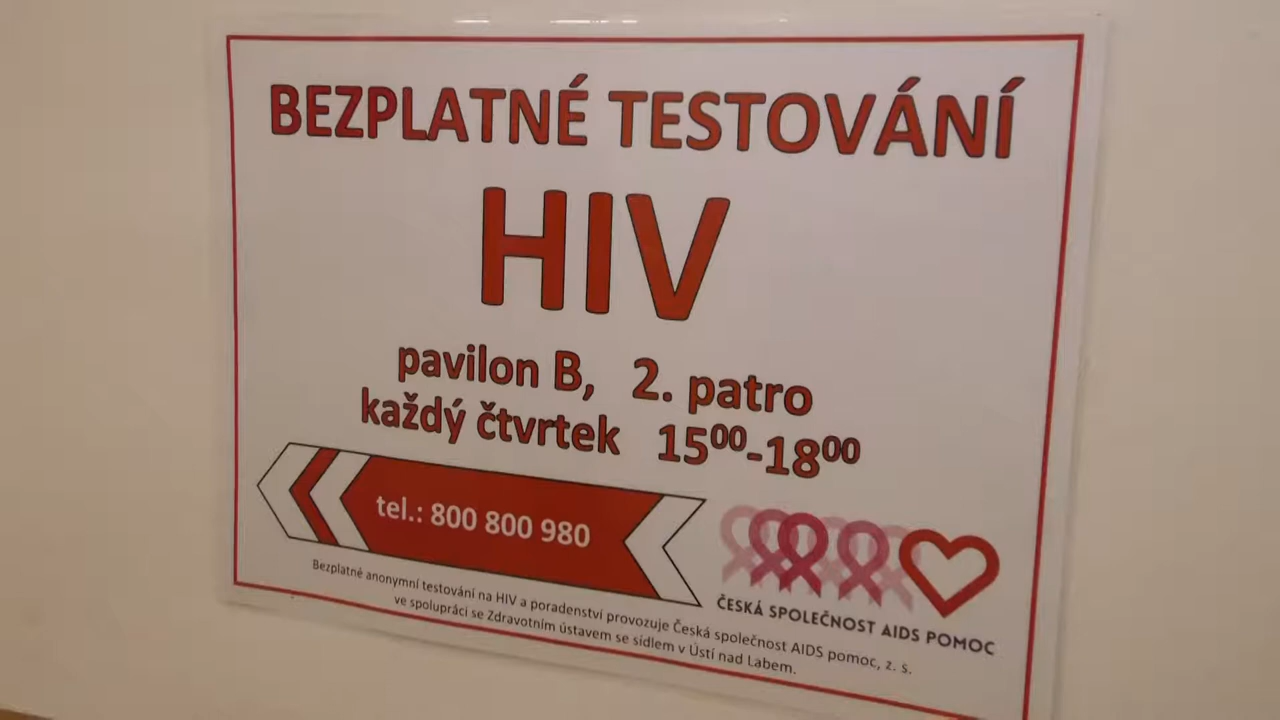 BEZPLATNÉ TESTOVÁNÍ
HIV
pavilon B, 2. patro
každý čtvrtek 15⁰⁰-18⁰⁰
tel.: 800 800 980
ČESKÁ SPOLEČNOST AIDS POMOC
Bezplatné anonymní testování na HIV a poradenství provozuje Česká společnost AIDS pomoc, z. s.
ve spolupráci se Zdravotním ústavem se sídlem v Ústí nad Labem.